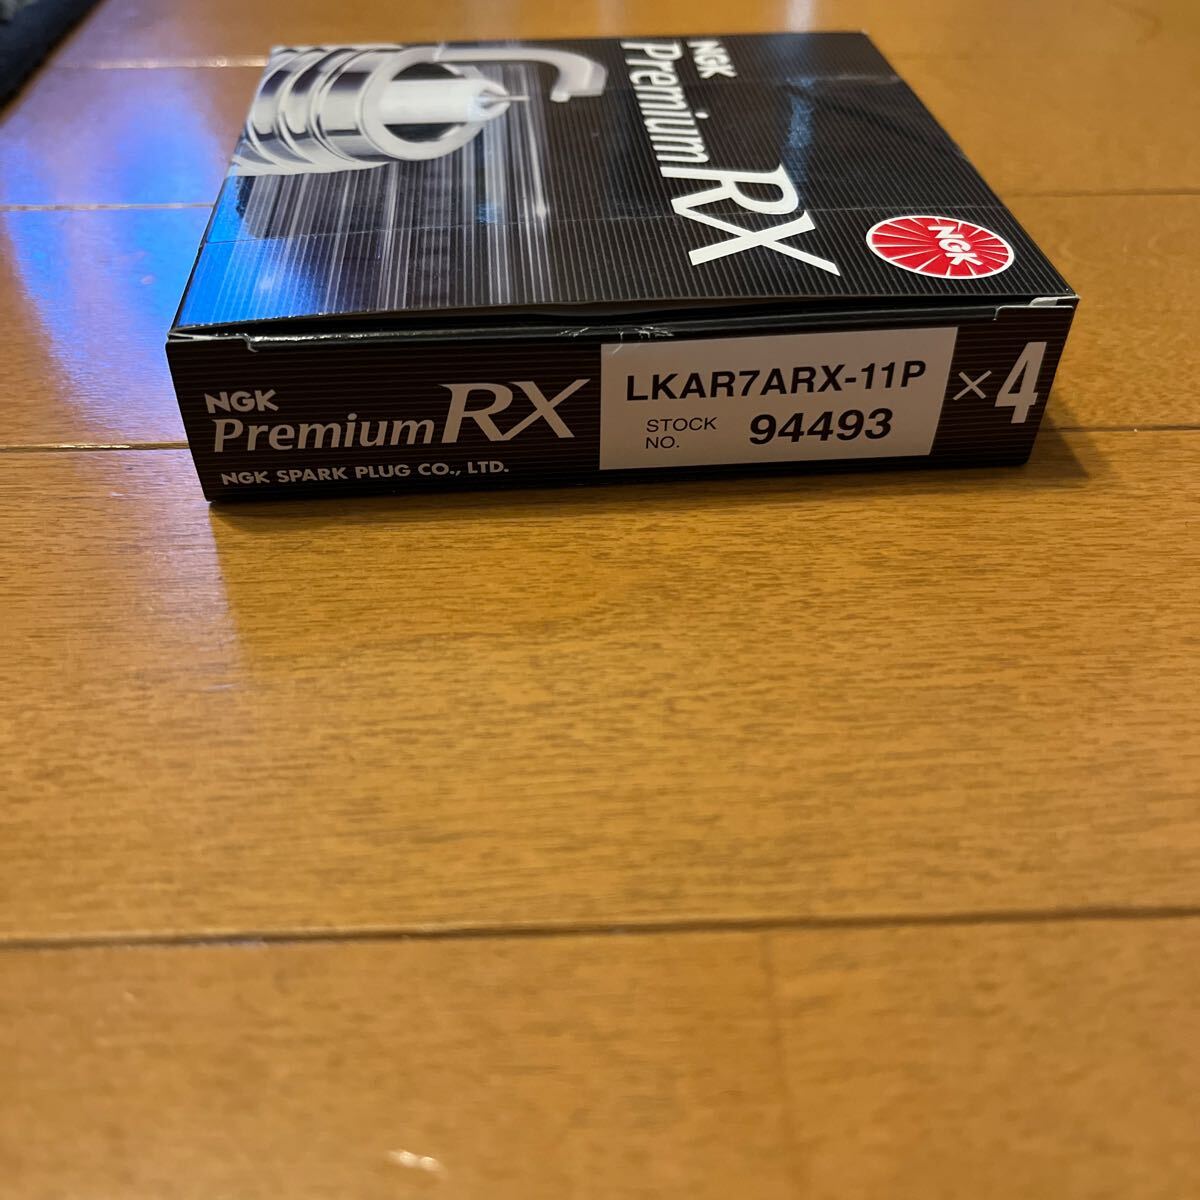 NGK
Premium RX
NGK
NGK
Premium RX
NGK SPARK PLUG CO., LTD.
LKAR7ARX-11P
STOCK
NO. 94493
×4